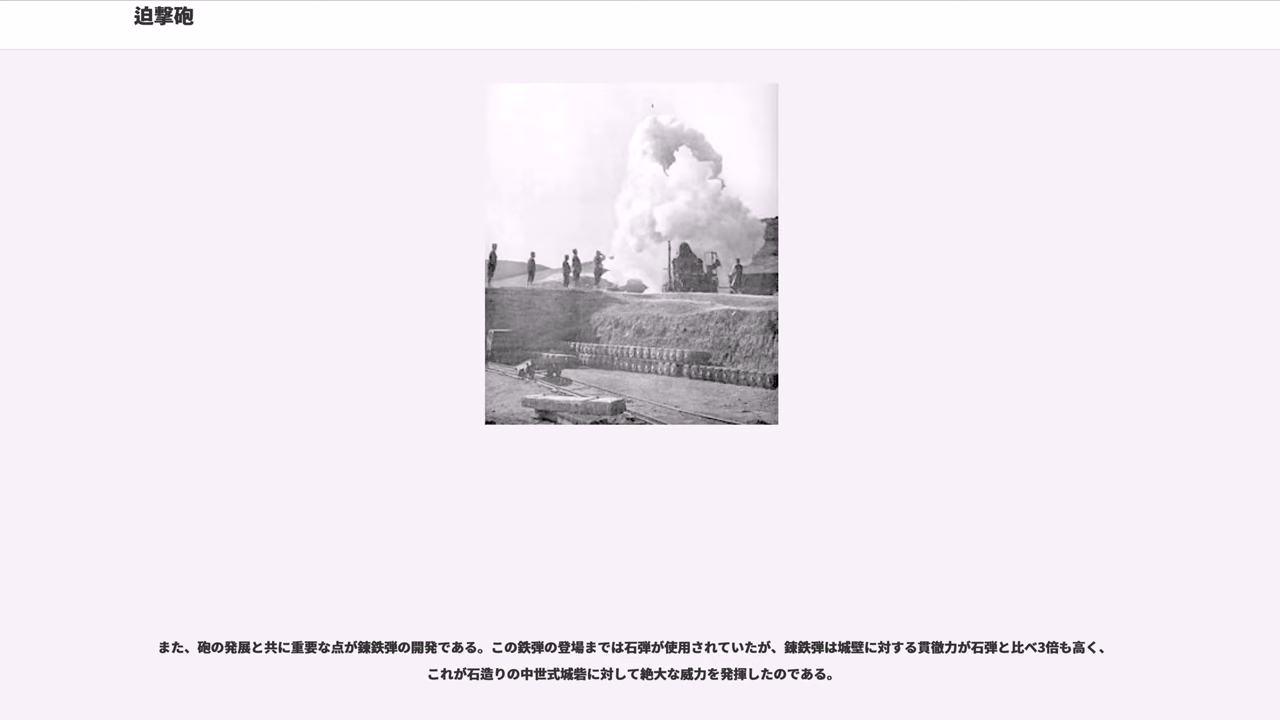 迫撃砲
また、砲の発展と共に重要な点が錬鉄弾の開発である。この鉄弾の登場までは石弾が使用されていたが、錬鉄弾は城壁に対する貫徹力が石弾と比べ3倍も高く、
これが石造りの中世式城砦に対して絶大な威力を発揮したのである。